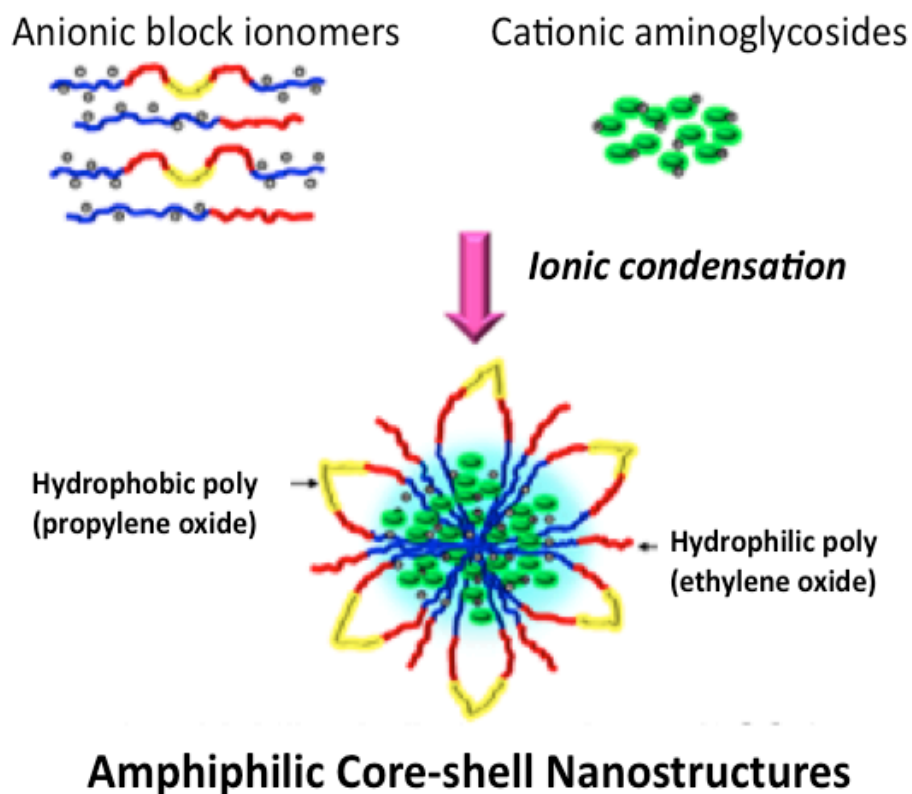 Anionic block ionomers
Cationic aminoglycosides
Ionic condensation
Hydrophobic poly
(propylene oxide)
Hydrophilic poly
(ethylene oxide)
Amphiphilic Core-shell Nanostructures